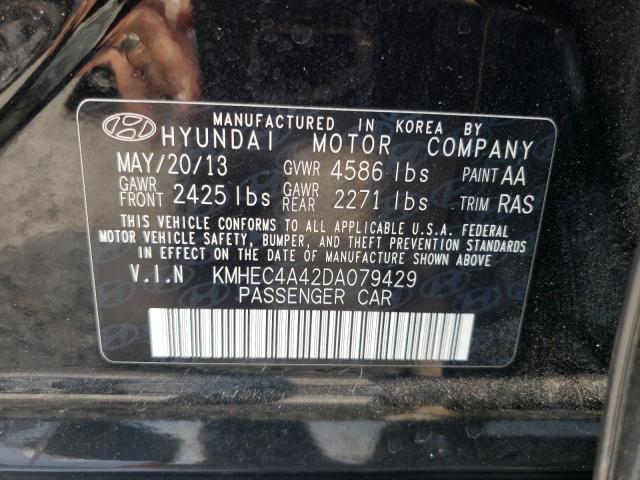 MANUFACTURED IN KOREA BY
HYUNDAI MOTOR COMPANY
MAY/20/13 GVWR 4586 lbs PAINT AA
GAWR FRONT 2425 lbs GAWR REAR 2271 lbs TRIM RAS
THIS VEHICLE CONFORMS TO ALL APPLICABLE U.S.A. FEDERAL
MOTOR VEHICLE SAFETY, BUMPER, AND THEFT PREVENTION STANDARDS
IN EFFECT ON THE DATE OF MANUFACTURE SHOWN ABOVE
V.I.N KMHEC4A42DA079429
PASSENGER CAR